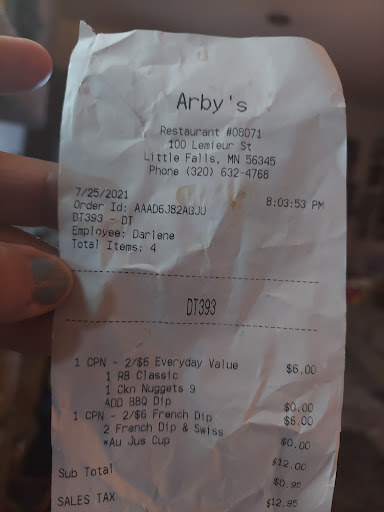 Arby's
Restaurant #08071
100 Lemieur St
Little Falls, MN 56345
Phone (320) 632-4768
7/25/2021 8:03:53 PM
Order Id: AAAD6J82AGJU
DT393 - DT
Employee: Darlene
Total Items: 4
DT393
1 CPN - 2/$6 Everyday Value $6.00
1 RB Classic
1 Ckn Nuggets 9
ADD BBQ Dip $0.00
1 CPN - 2/$6 French Dip $6.00
2 French Dip & Swiss
*Au Jus Cup $0.00
Sub Total $12.00
SALES TAX $0.95
$12.95